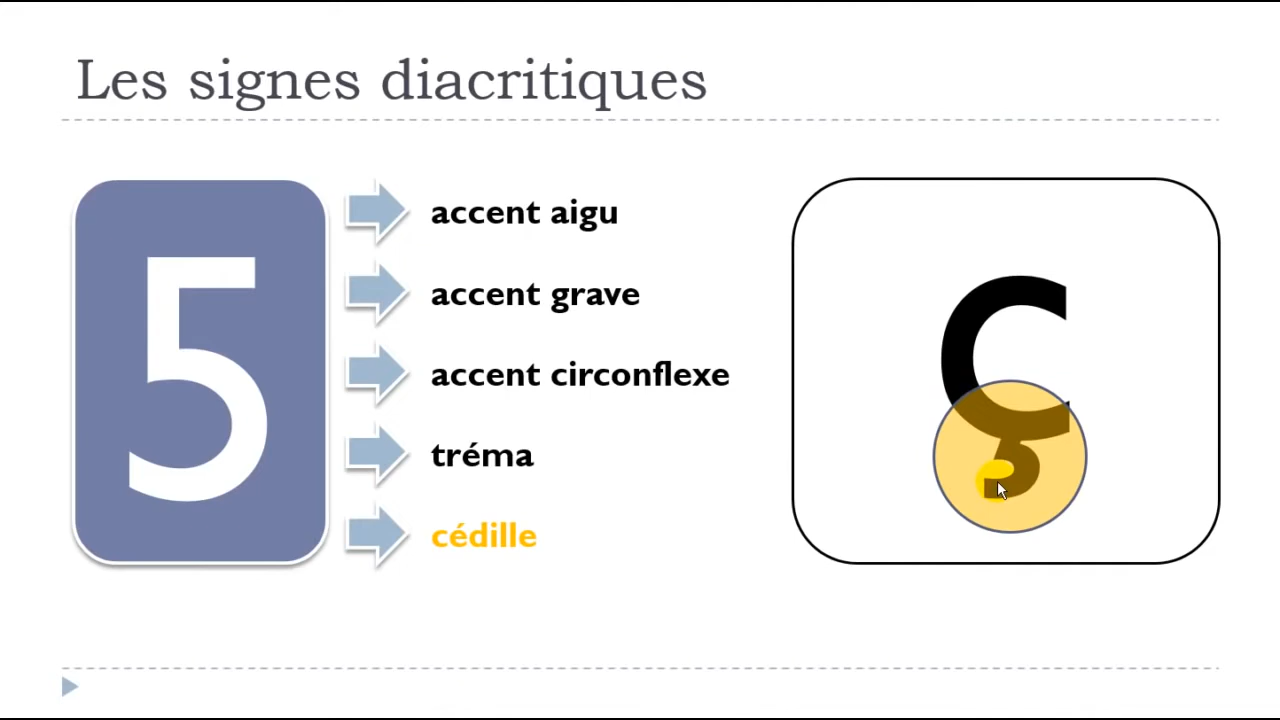 Les signes diacritiques
5
accent aigu
accent grave
accent circonflexe
tréma
cédille
ç